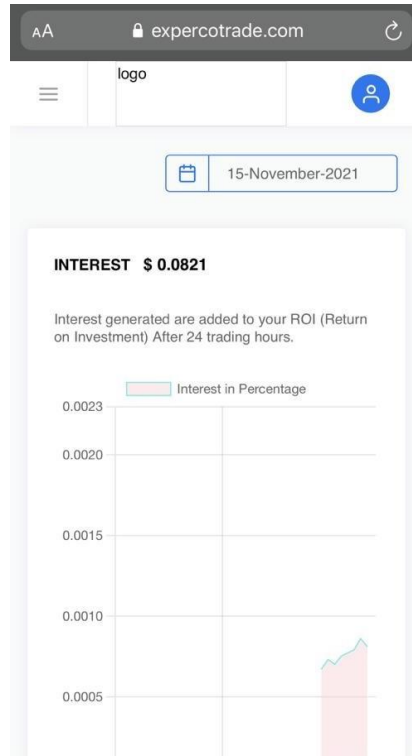 AA
expercotrade.com
logo
15-November-2021
INTEREST $ 0.0821
Interest generated are added to your ROI (Return
on Investment) After 24 trading hours.
Interest in Percentage
0.0023
0.0020
0.0015
0.0010
0.0005